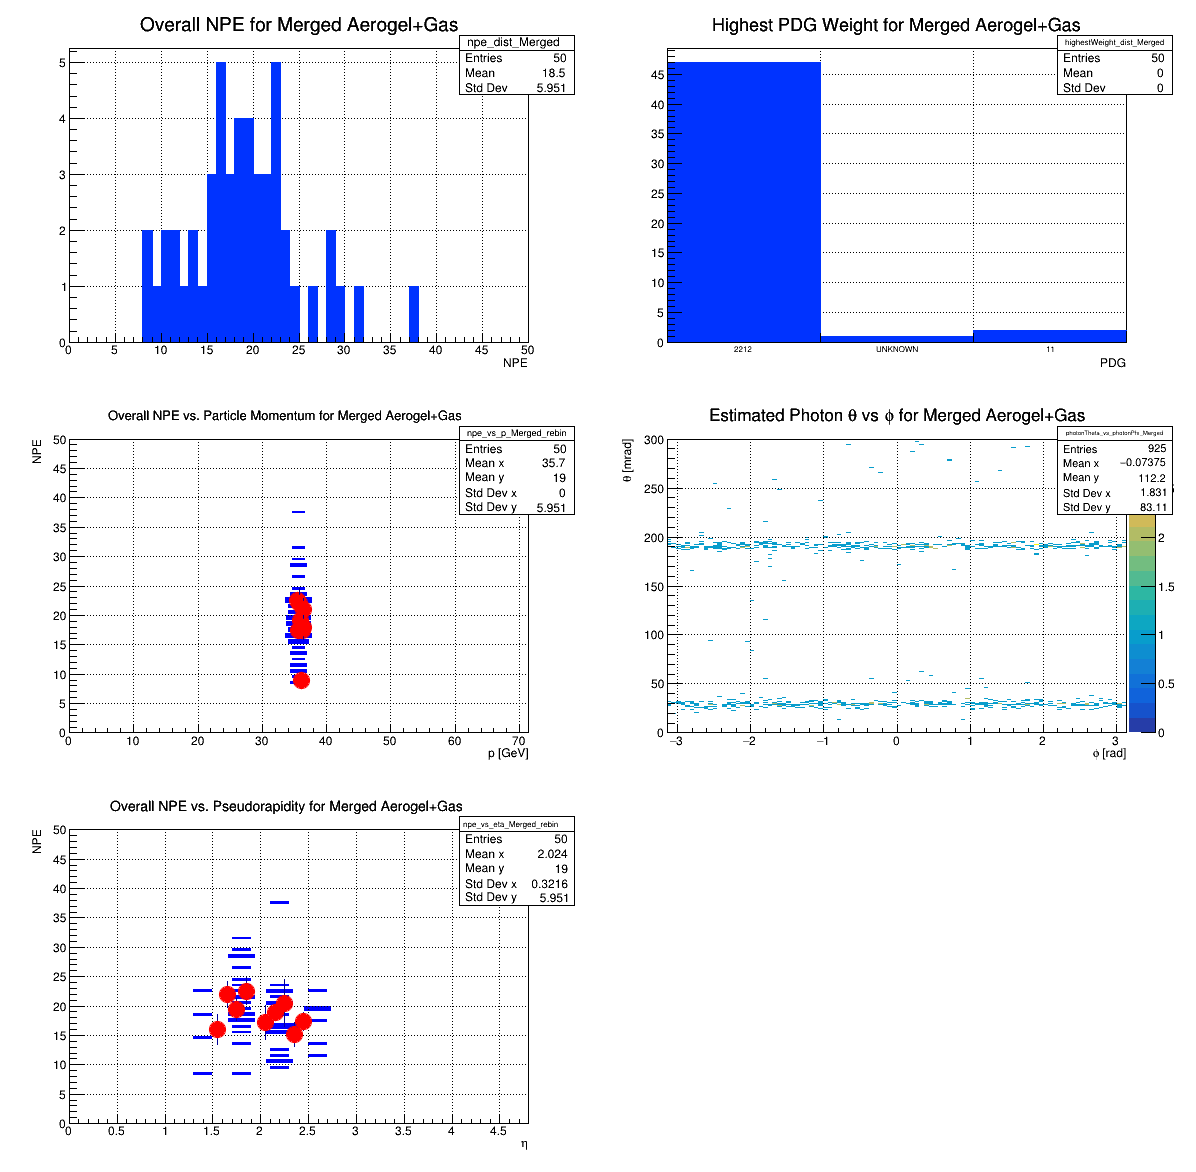 Overall NPE for Merged Aerogel+Gas
npe_dist_Merged
Entries 50
Mean 18.5
Std Dev 5.951
5
4
3
2
1
0
0 5 10 15 20 25 30 35 40 45 50
NPE
Highest PDG Weight for Merged Aerogel+Gas
highestWeight_dist_Merged
Entries 50
Mean 0
Std Dev 0
45
40
35
30
25
20
15
10
5
0
2212 UNKNOWN 11
PDG
Overall NPE vs. Particle Momentum for Merged Aerogel+Gas
npe_vs_p_Merged_rebin
Entries 50
Mean x 35.7
Mean y 19
Std Dev x 0
Std Dev y 5.951
NPE
50
45
40
35
30
25
20
15
10
5
0
0 10 20 30 40 50 60 70
p [GeV]
Estimated Photon θ vs ϕ for Merged Aerogel+Gas
photonTheta_vs_photonPhi_Merged
Entries 925
Mean x −0.07375
Mean y 112.2
Std Dev x 1.831
Std Dev y 83.11
θ [mrad]
300
250
200
150
100
50
0
−3 −2 −1 0 1 2 3
ϕ [rad]
2
1.5
1
0.5
0
Overall NPE vs. Pseudorapidity for Merged Aerogel+Gas
npe_vs_eta_Merged_rebin
Entries 50
Mean x 2.024
Mean y 19
Std Dev x 0.3216
Std Dev y 5.951
NPE
50
45
40
35
30
25
20
15
10
5
0
0 0.5 1 1.5 2 2.5 3 3.5 4 4.5
η